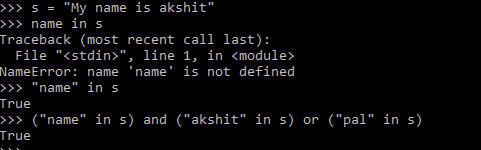 >>> s = "My name is akshit"
>>> name in s
Traceback (most recent call last):
  File "<stdin>", line 1, in <module>
NameError: name 'name' is not defined
>>> "name" in s
True
>>> ("name" in s) and ("akshit" in s) or ("pal" in s)
True
>>>